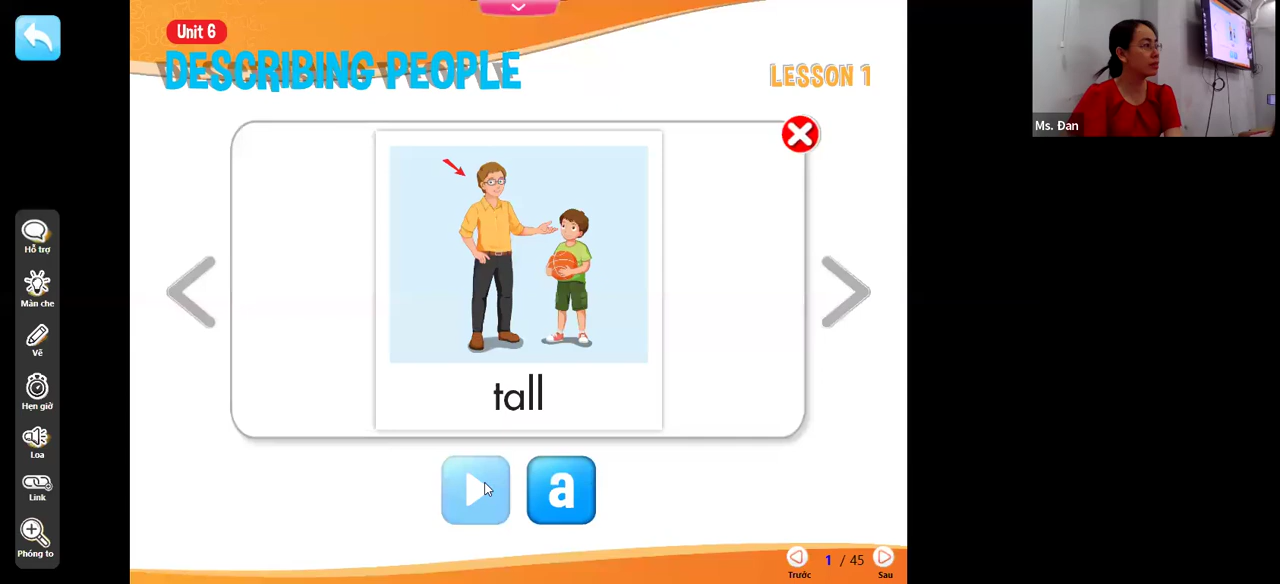 Unit 6
DESCRIBING PEOPLE
LESSON 1
Ms. Đan
Hỗ trợ
Màn che
Vẽ
Hẹn giờ
Loa
Link
Phóng to
tall
a
1 / 45
Trước
Sau